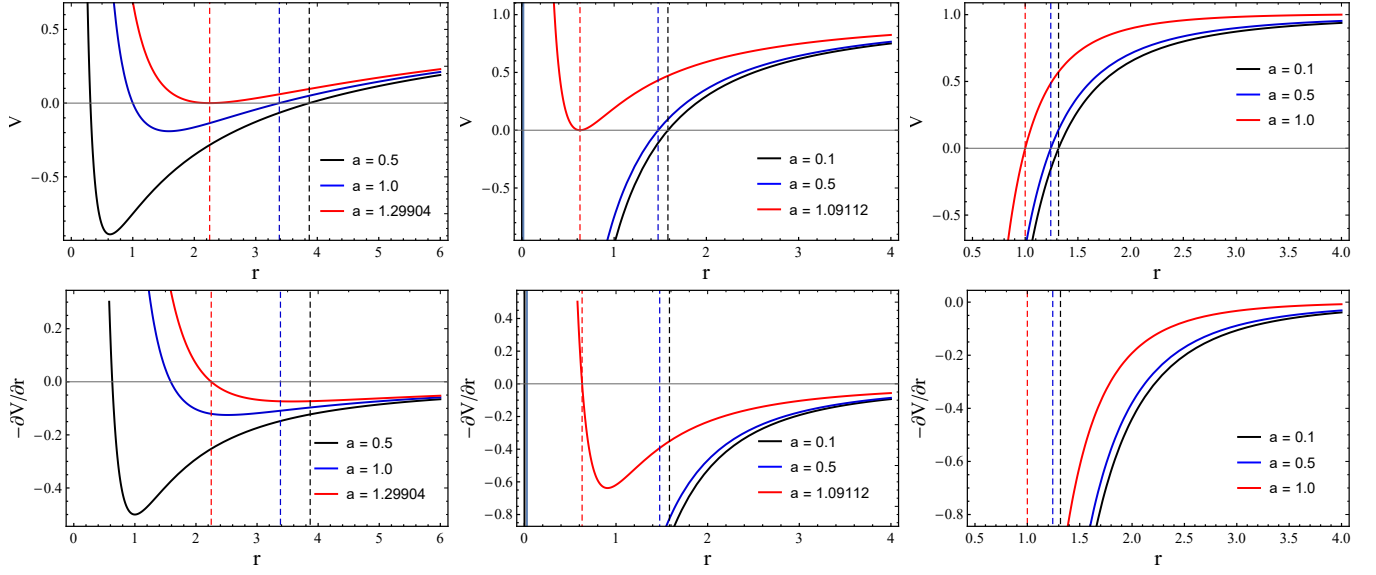 V
0.5
0.0
−0.5
a = 0.5
a = 1.0
a = 1.29904
0 1 2 3 4 5 6
r
V
1.0
0.5
0.0
−0.5
a = 0.1
a = 0.5
a = 1.09112
0 1 2 3 4
r
V
1.0
0.5
0.0
−0.5
a = 0.1
a = 0.5
a = 1.0
0.5 1.0 1.5 2.0 2.5 3.0 3.5 4.0
r
−∂V/∂r
0.2
0.0
−0.2
−0.4
a = 0.5
a = 1.0
a = 1.29904
0 1 2 3 4 5 6
r
−∂V/∂r
0.4
0.2
0.0
−0.2
−0.4
−0.6
−0.8
a = 0.1
a = 0.5
a = 1.09112
0 1 2 3 4
r
−∂V/∂r
0.0
−0.2
−0.4
−0.6
−0.8
a = 0.1
a = 0.5
a = 1.0
0.5 1.0 1.5 2.0 2.5 3.0 3.5 4.0
r